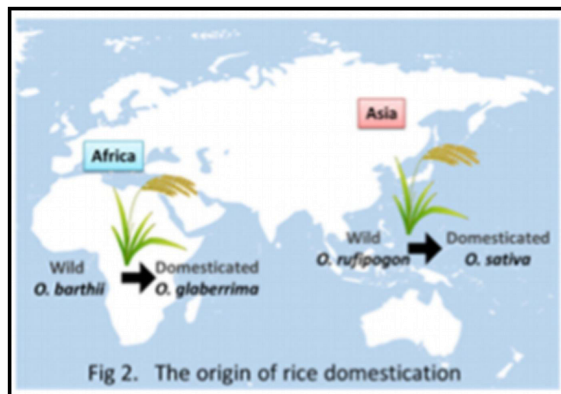 Asia
Africa
Wild
O. rufipogon
Domesticated
O. sativa
Wild
O. barthii
Domesticated
O. glaberrima
Fig 2. The origin of rice domestication